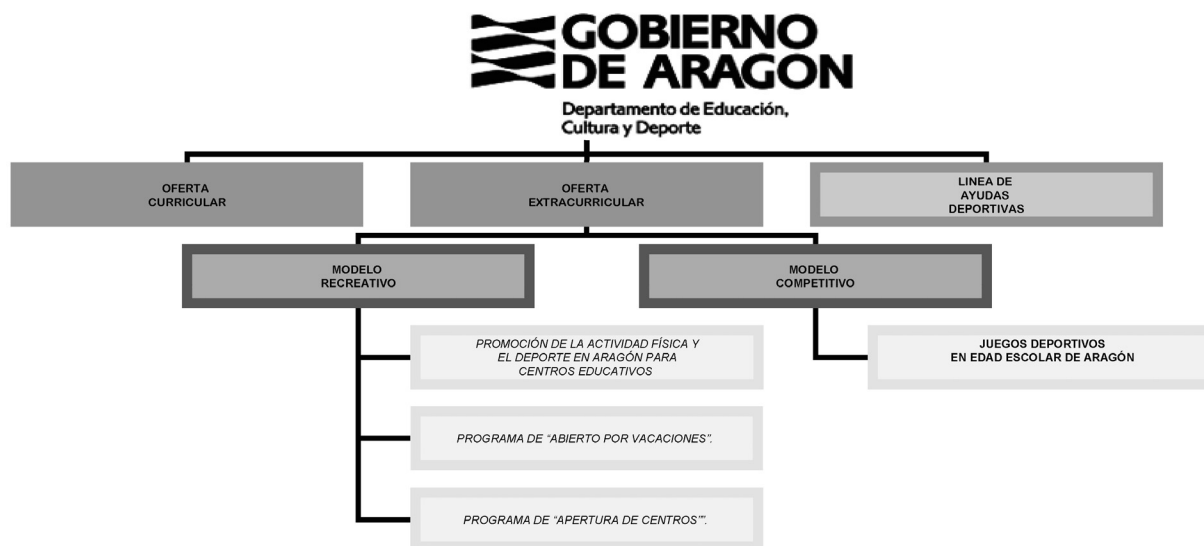 GOBIERNO
DE ARAGON
Departamento de Educación,
Cultura y Deporte
OFERTA
CURRICULAR
OFERTA
EXTRACURRICULAR
LINEA DE
AYUDAS
DEPORTIVAS
MODELO
RECREATIVO
MODELO
COMPETITIVO
PROMOCIÓN DE LA ACTIVIDAD FÍSICA Y
EL DEPORTE EN ARAGÓN PARA
CENTROS EDUCATIVOS
JUEGOS DEPORTIVOS
EN EDAD ESCOLAR DE ARAGÓN
PROGRAMA DE “ABIERTO POR VACACIONES”.
PROGRAMA DE “APERTURA DE CENTROS””.